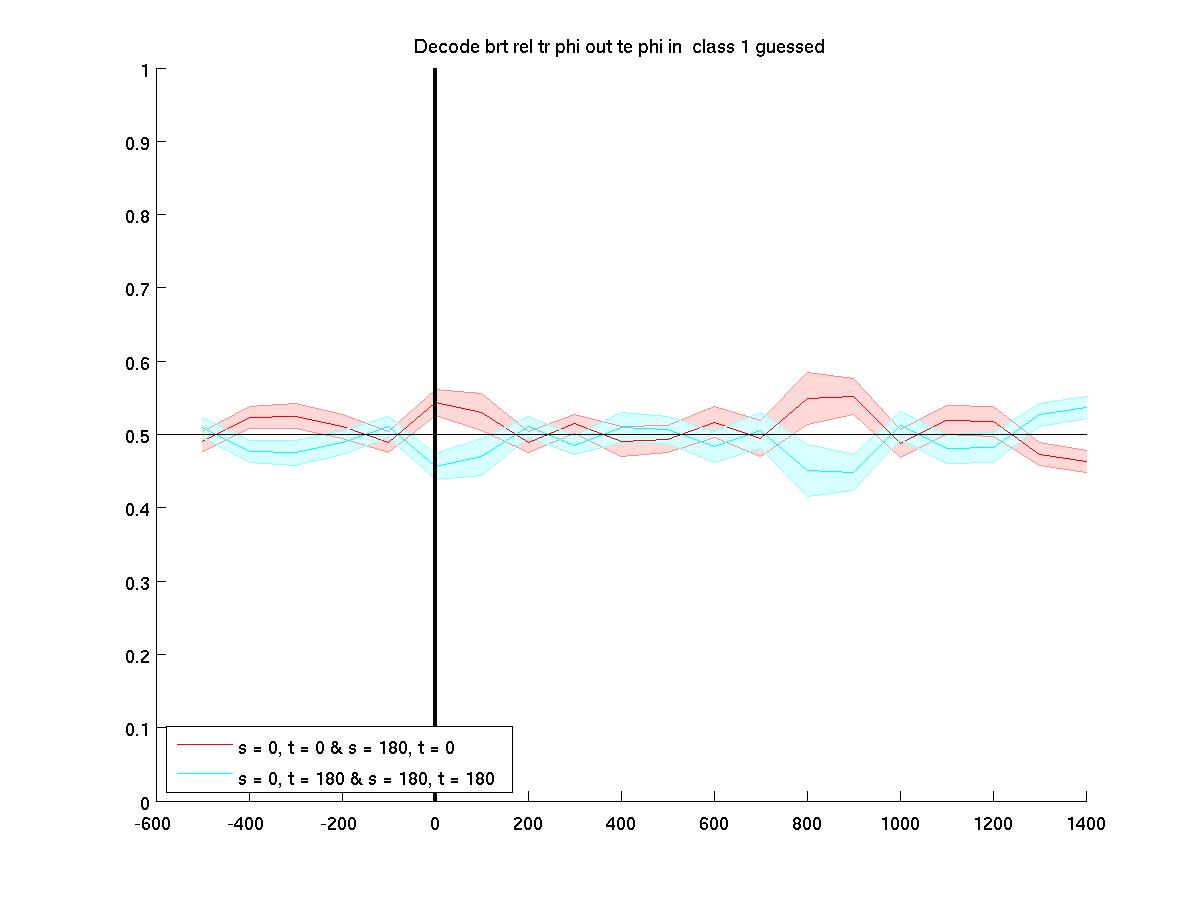 Decode brt rel tr phi out te phi in  class 1 guessed
1
0.9
0.8
0.7
0.6
0.5
0.4
0.3
0.2
0.1
0
s = 0, t = 0 & s = 180, t = 0
s = 0, t = 180 & s = 180, t = 180
-600 -400 -200 0 200 400 600 800 1000 1200 1400